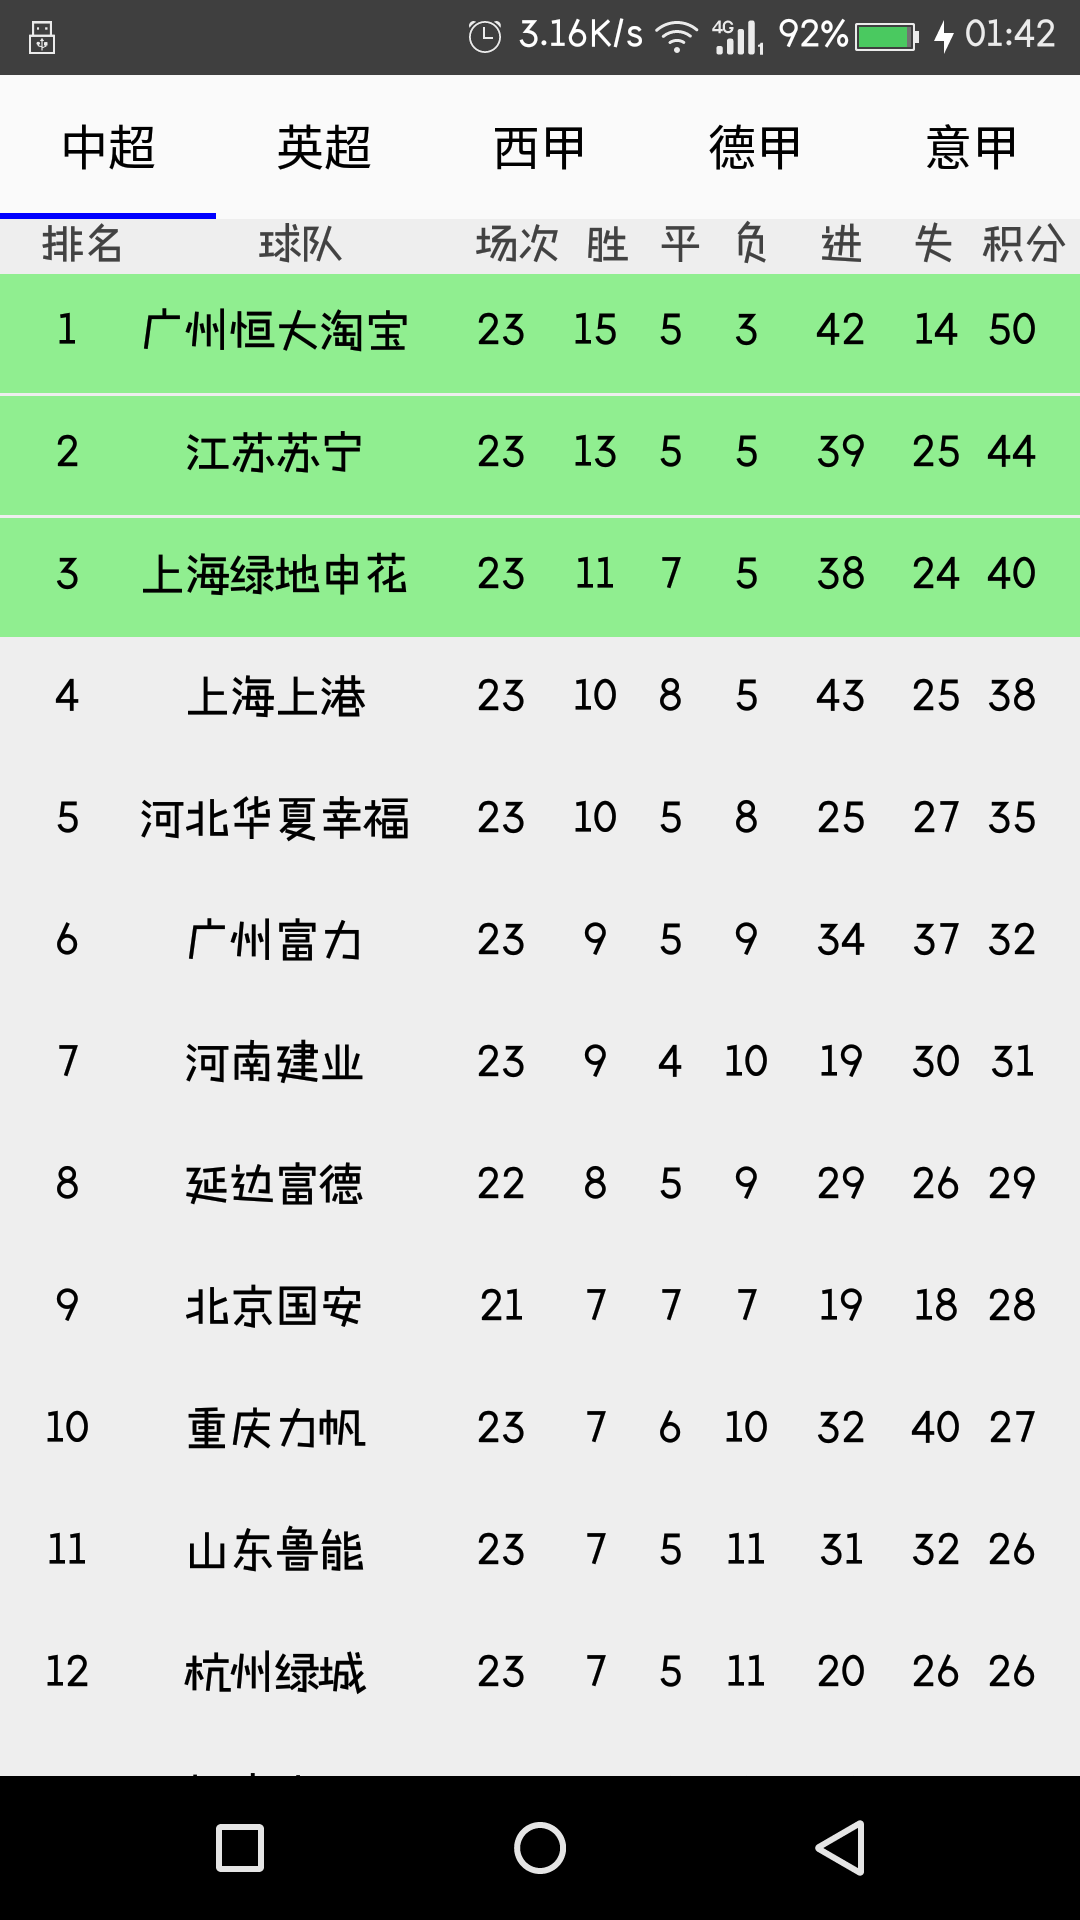 3.16K/s 4G 1 92% 01:42
中超 英超 西甲 德甲 意甲
排名 球队 场次 胜 平 负 进 失 积分
1 广州恒大淘宝 23 15 5 3 42 14 50
2 江苏苏宁 23 13 5 5 39 25 44
3 上海绿地申花 23 11 7 5 38 24 40
4 上海上港 23 10 8 5 43 25 38
5 河北华夏幸福 23 10 5 8 25 27 35
6 广州富力 23 9 5 9 34 37 32
7 河南建业 23 9 4 10 19 30 31
8 延边富德 22 8 5 9 29 26 29
9 北京国安 21 7 7 7 19 18 28
10 重庆力帆 23 7 6 10 32 40 27
11 山东鲁能 23 7 5 11 31 32 26
12 杭州绿城 23 7 5 11 20 26 26